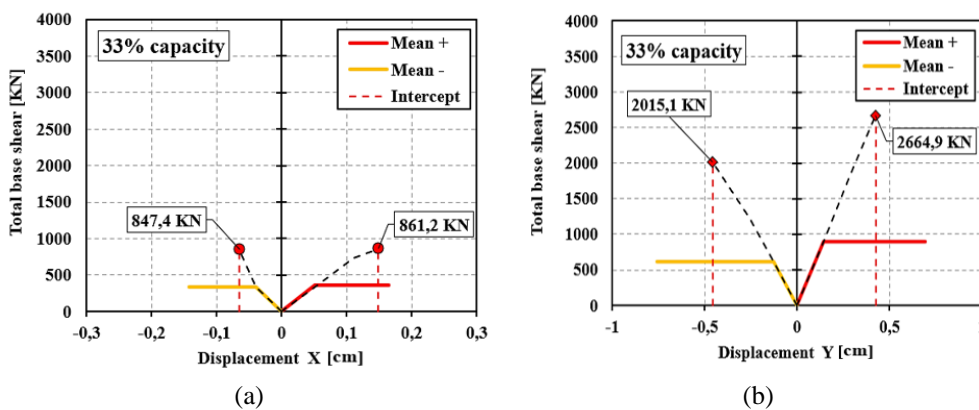 4000
3500
3000
2500
2000
1500
1000
500
0
Total base shear [KN]
33% capacity
Mean +
Mean -
Intercept
847,4 KN
861,2 KN
-0,3
-0,2
-0,1
0
0,1
0,2
0,3
Displacement X [cm]
(a)
4000
3500
3000
2500
2000
1500
1000
500
0
Total base shear [KN]
33% capacity
Mean +
Mean -
Intercept
2015,1 KN
2664,9 KN
-1
-0,5
0
0,5
Displacement Y [cm]
(b)